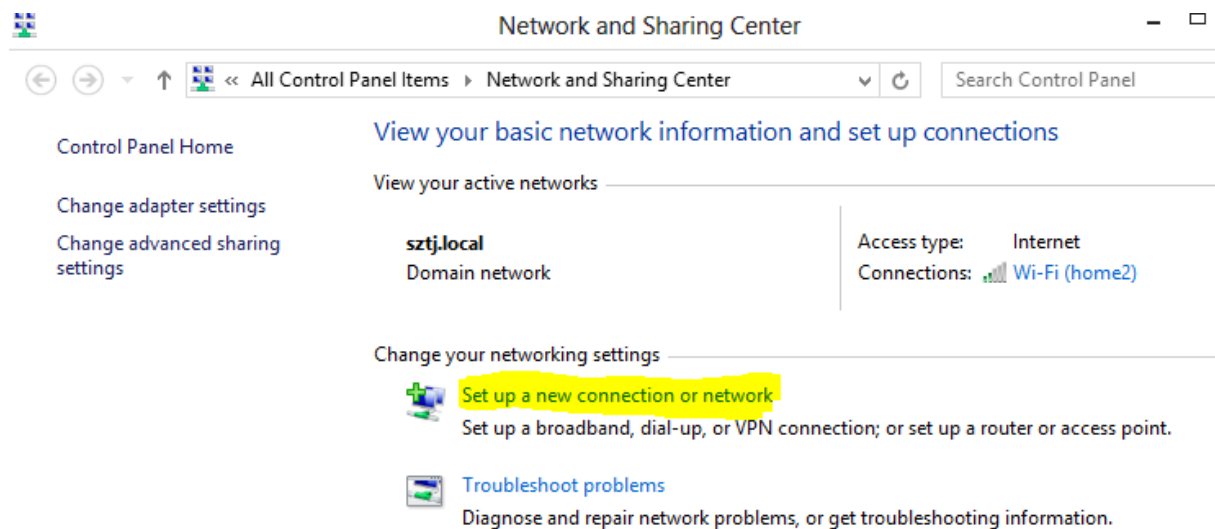 Network and Sharing Center
« All Control Panel Items Network and Sharing Center
Search Control Panel
Control Panel Home
Change adapter settings
Change advanced sharing
settings
View your basic network information and set up connections
View your active networks
sztj.local
Domain network
Access type: Internet
Connections: Wi-Fi (home2)
Change your networking settings
Set up a new connection or network
Set up a broadband, dial-up, or VPN connection; or set up a router or access point.
Troubleshoot problems
Diagnose and repair network problems, or get troubleshooting information.